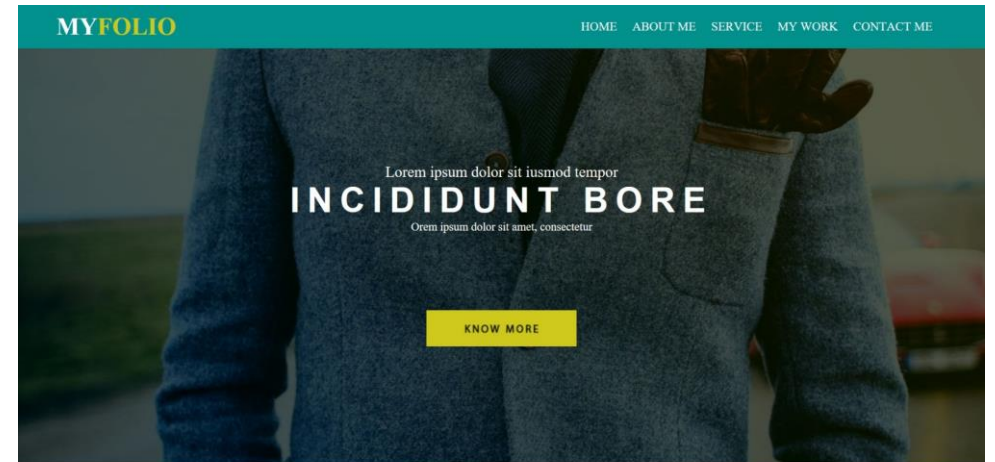 MYFOLIO
HOME ABOUT ME SERVICE MY WORK CONTACT ME
Lorem ipsum dolor sit iusmod tempor
INCIDIDUNT BORE
Orem ipsum dolor sit amet, consectetur
KNOW MORE